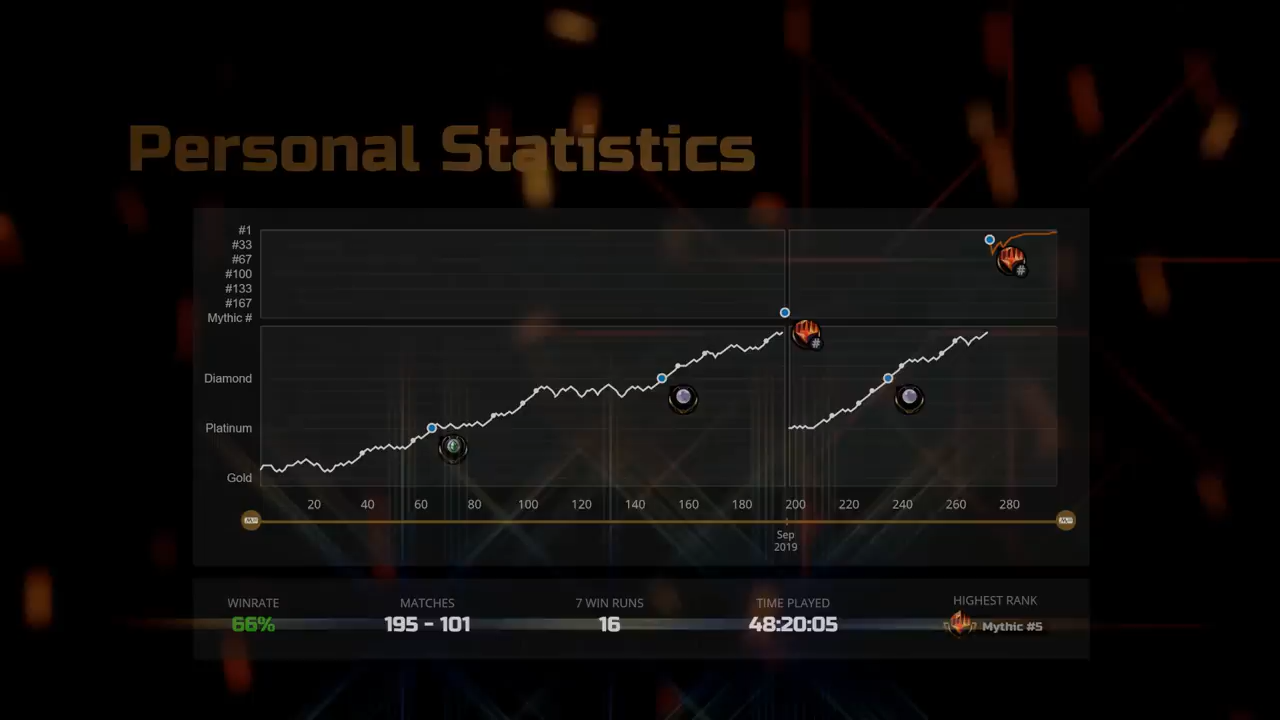 Personal Statistics
#1
#33
#67
#100
#133
#167
Mythic #
Diamond
Platinum
Gold
#
#
20 40 60 80 100 120 140 160 180 200 220 240 260 280
Sep
2019
WINRATE MATCHES 7 WIN RUNS TIME PLAYED HIGHEST RANK
66% 195 - 101 16 48:20:05 Mythic #5